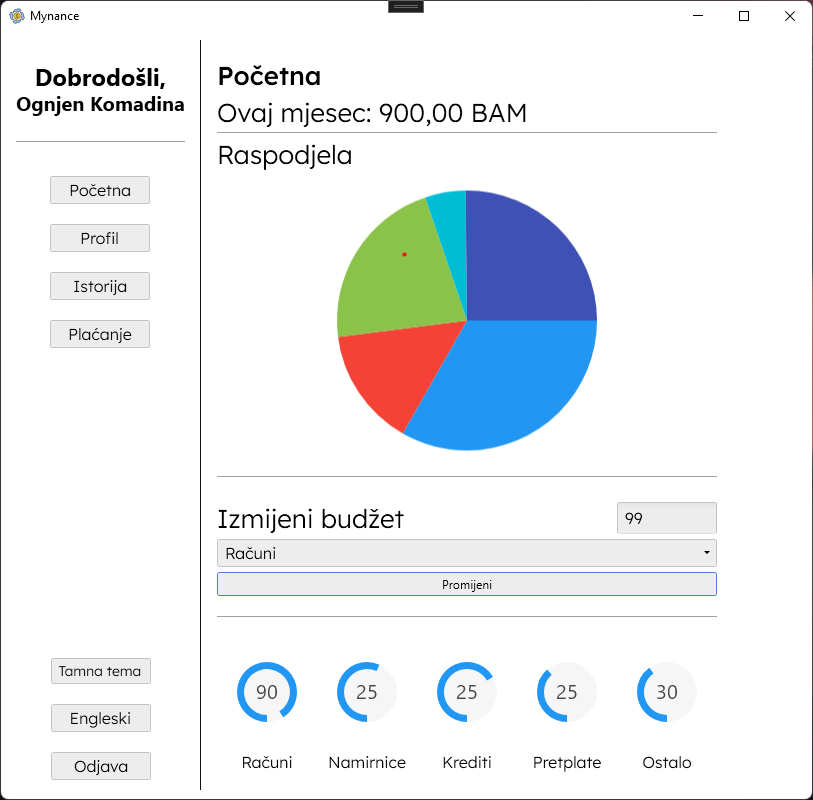 Mynance
Dobrodošli,
Ognjen Komadina
Početna
Profil
Istorija
Plaćanje
Tamna tema
Engleski
Odjava
Početna
Ovaj mjesec: 900,00 BAM
Raspodjela
Izmijeni budžet
99
Računi
Promijeni
90 25 25 25 30
Računi Namirnice Krediti Pretplate Ostalo